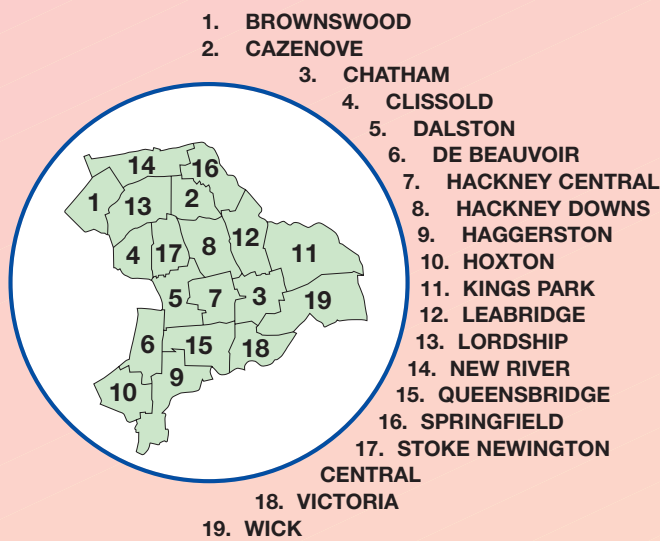 1. BROWNSWOOD
2. CAZENOVE
3. CHATHAM
4. CLISSOLD
5. DALSTON
6. DE BEAUVOIR
7. HACKNEY CENTRAL
8. HACKNEY DOWNS
9. HAGGERSTON
10. HOXTON
11. KINGS PARK
12. LEABRIDGE
13. LORDSHIP
14. NEW RIVER
15. QUEENSBRIDGE
16. SPRINGFIELD
17. STOKE NEWINGTON
CENTRAL
18. VICTORIA
19. WICK
14
16
1
13
2
4
17
8
12
11
5
7
3
19
6
15
18
10
9